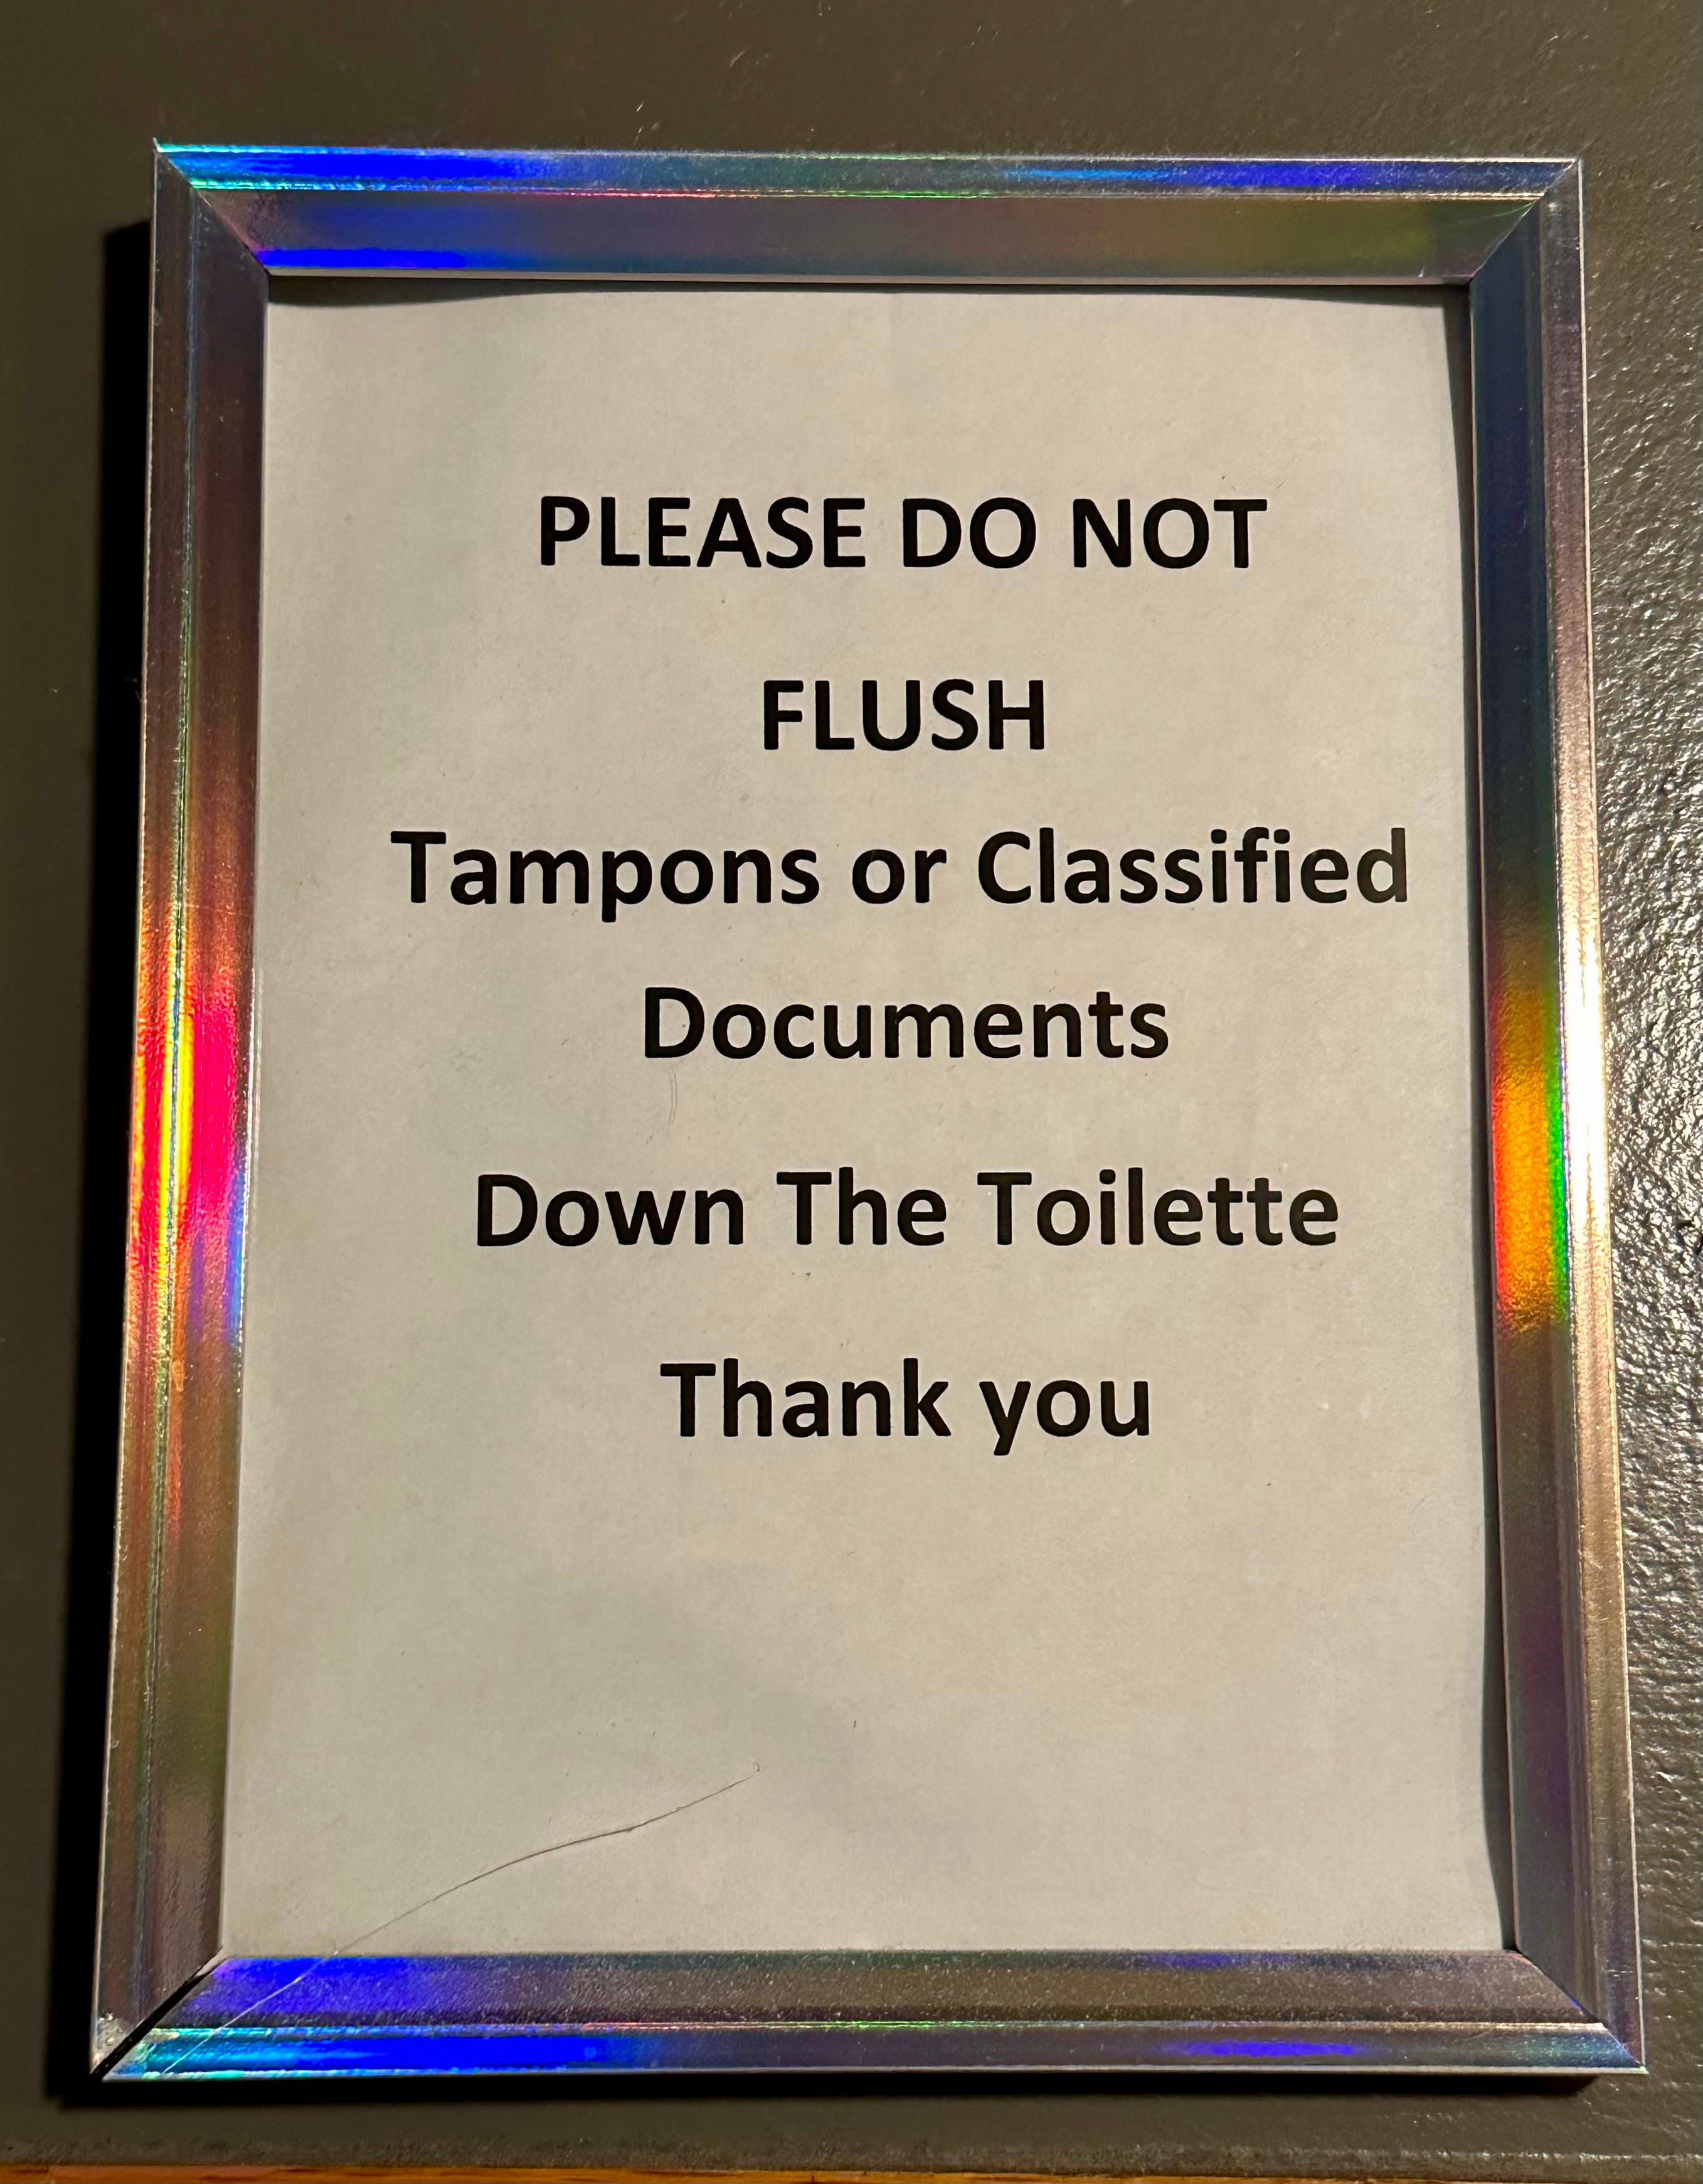 PLEASE DO NOT
FLUSH
Tampons or Classified
Documents
Down The Toilette
Thank you